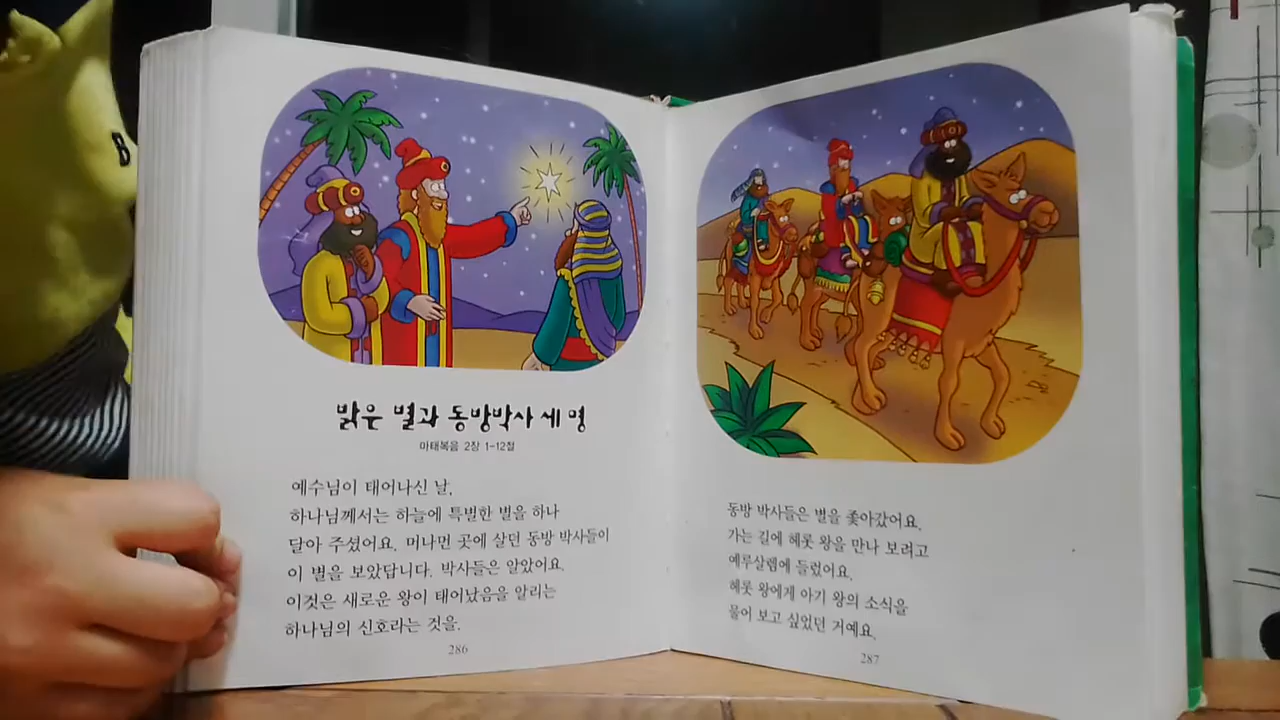 밝은 별과 동방박사 세 명
마태복음 2장 1-12절
예수님이 태어나신 날,
하나님께서는 하늘에 특별한 별을 하나
달아 주셨어요. 머나먼 곳에 살던 동방 박사들이
이 별을 보았답니다. 박사들은 알았어요.
이것은 새로운 왕이 태어났음을 알리는
하나님의 신호라는 것을.
286
동방 박사들은 별을 좇아갔어요.
가는 길에 헤롯 왕을 만나 보려고
예루살렘에 들렀어요.
헤롯 왕에게 아기 왕의 소식을
물어 보고 싶었던 거예요.
287
B